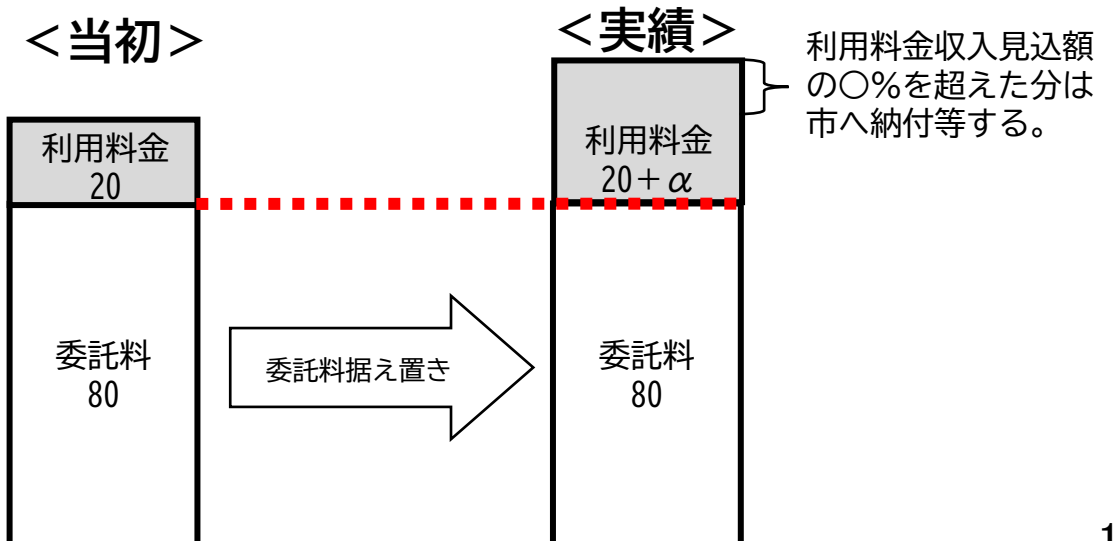 ＜当初＞
＜実績＞
利用料金収入見込額
の〇％を超えた分は
市へ納付等する。
利用料金
20
利用料金
20＋α
委託料
80
委託料据え置き
委託料
80
1